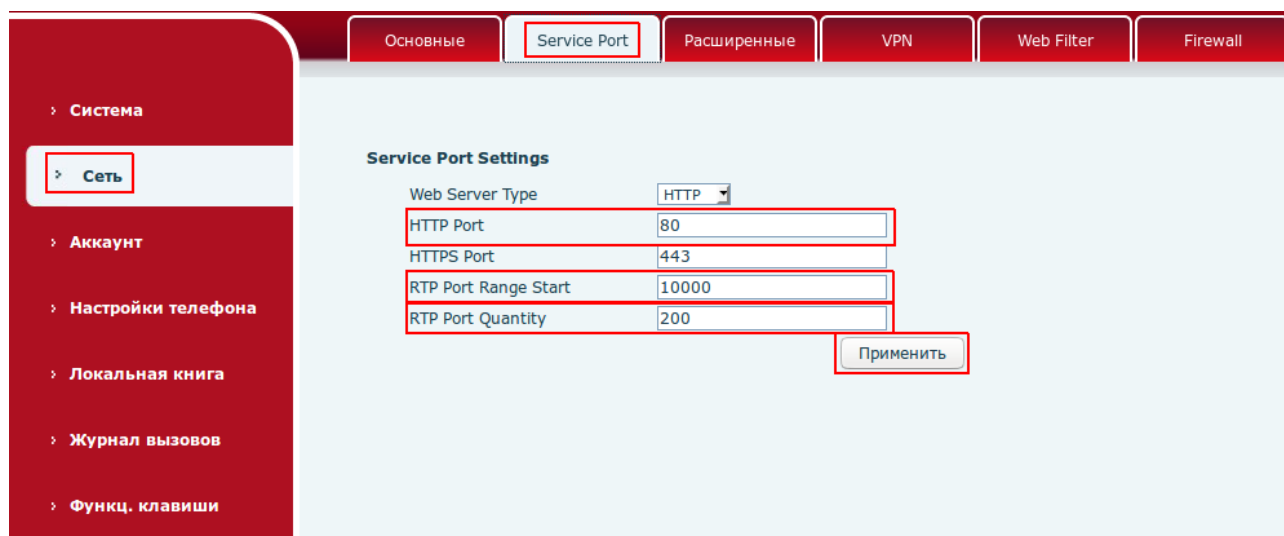 Основные Service Port Расширенные VPN Web Filter Firewall
Система
Сеть
Аккаунт
Настройки телефона
Локальная книга
Журнал вызовов
Функц. клавиши
Service Port Settings
Web Server Type HTTP
HTTP Port 80
HTTPS Port 443
RTP Port Range Start 10000
RTP Port Quantity 200
Применить